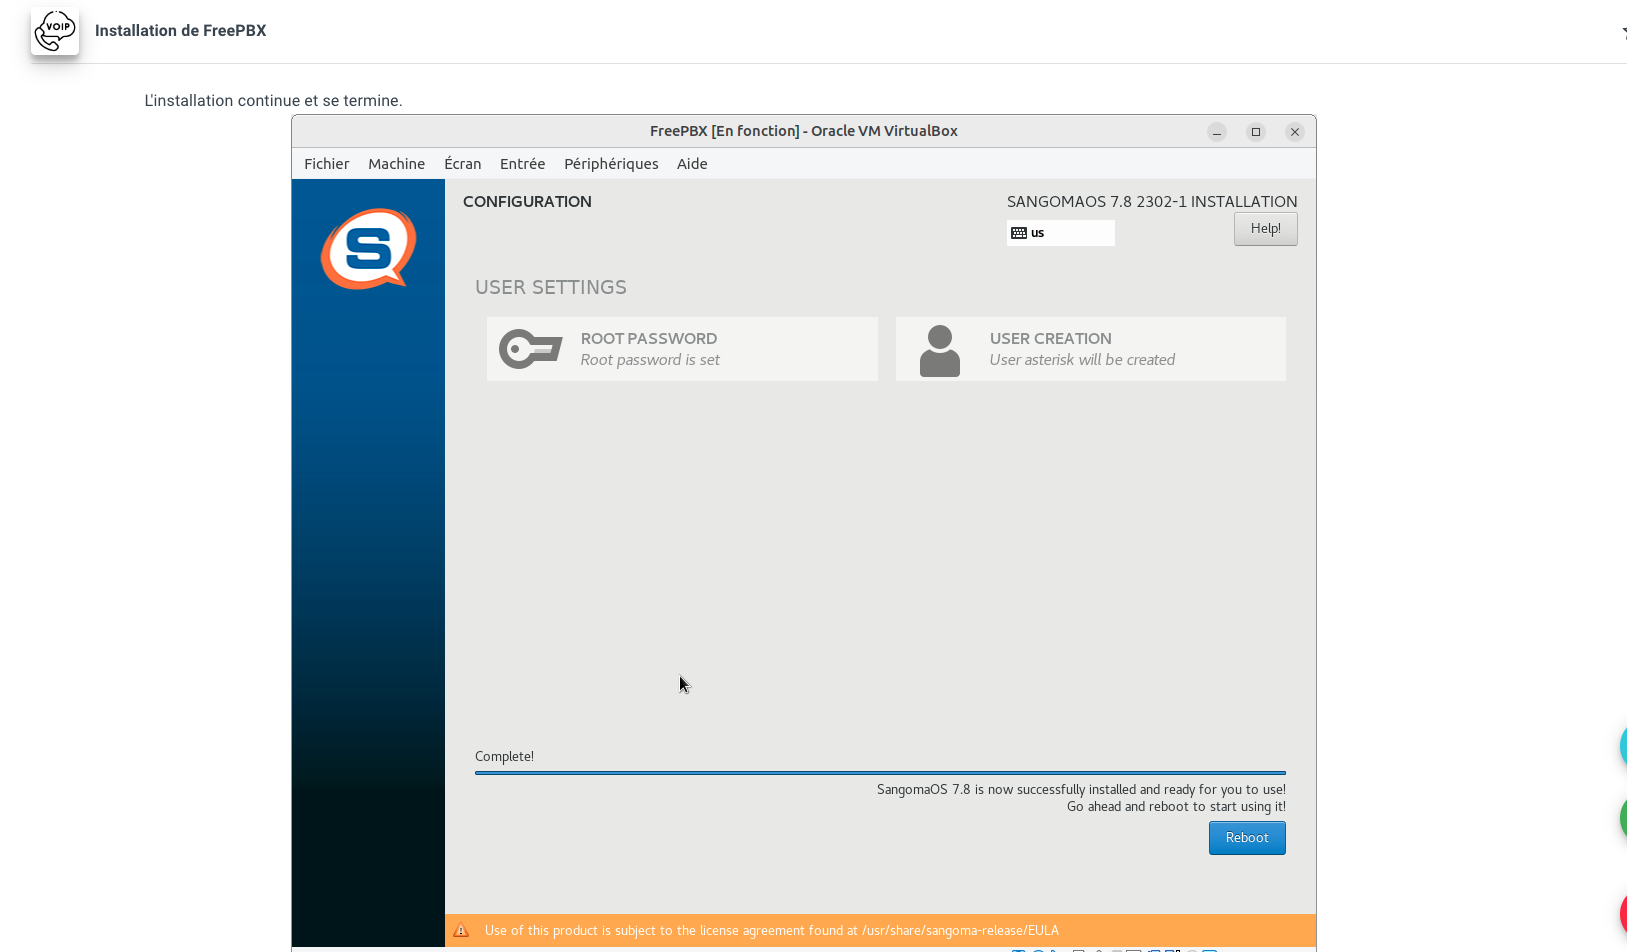 VOIP
Installation de FreePBX
L'installation continue et se termine.
FreePBX [En fonction] - Oracle VM VirtualBox
Fichier Machine Écran Entrée Périphériques Aide
S
CONFIGURATION
SANGOMAOS 7.8 2302-1 INSTALLATION
us
Help!
USER SETTINGS
ROOT PASSWORD
Root password is set
USER CREATION
User asterisk will be created
Complete!
SangomaOS 7.8 is now successfully installed and ready for you to use!
Go ahead and reboot to start using it!
Reboot
Use of this product is subject to the license agreement found at /usr/share/sangoma-release/EULA